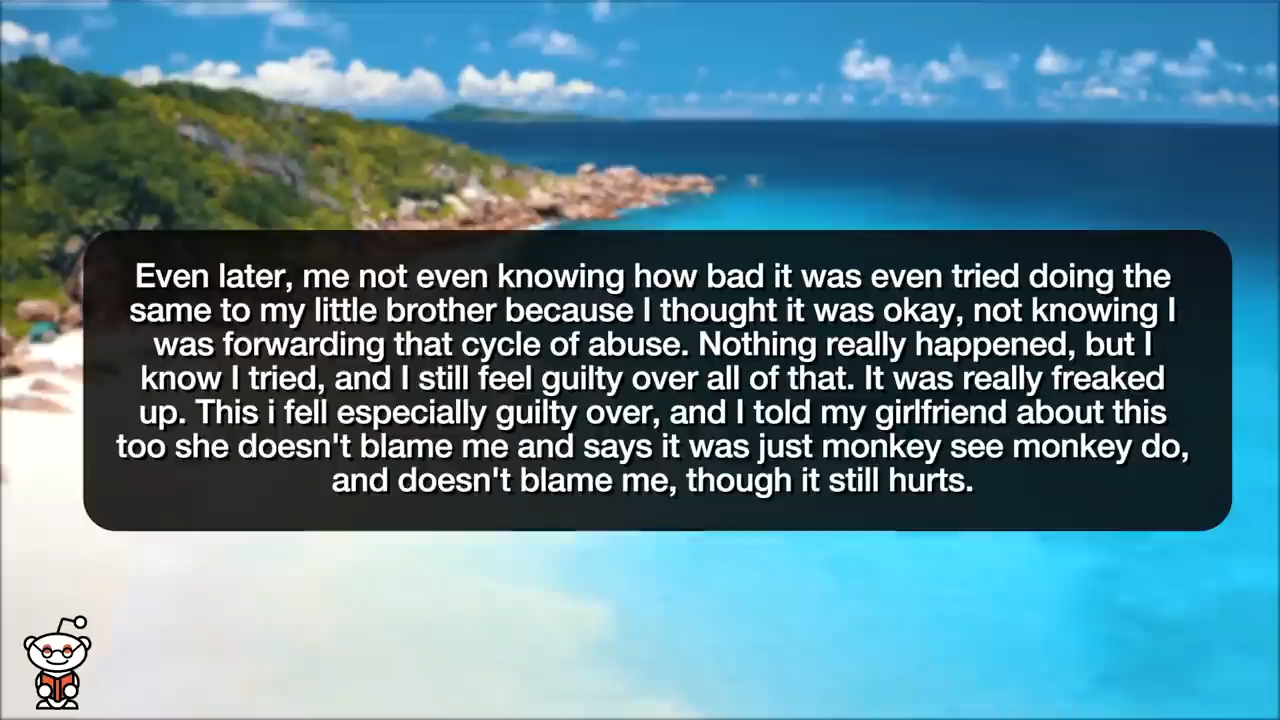 Even later, me not even knowing how bad it was even tried doing the
same to my little brother because I thought it was okay, not knowing I
was forwarding that cycle of abuse. Nothing really happened, but I
know I tried, and I still feel guilty over all of that. It was really freaked
up. This i fell especially guilty over, and I told my girlfriend about this
too she doesn't blame me and says it was just monkey see monkey do,
and doesn't blame me, though it still hurts.